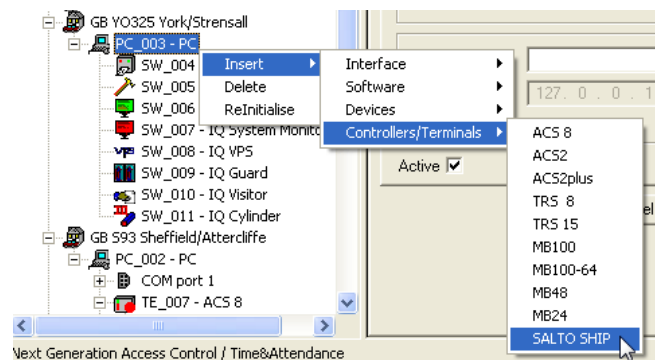 GB YO325 York/Strensall
PC_003 - PC
SW_004
SW_005
SW_006
SW_007 - IQ System Monito
SW_008 - IQ VPS
SW_009 - IQ Guard
SW_010 - IQ Visitor
SW_011 - IQ Cylinder
GB S93 Sheffield/Attercliffe
PC_002 - PC
COM port 1
TE_007 - ACS 8
Next Generation Access Control / Time&Attendance
Insert
Delete
ReInitialise
Interface
Software
Devices
Controllers/Terminals
127. 0 . 0 . 1
Active
ACS 8
ACS2
ACS2plus
TRS 8
TRS 15
MB100
MB100-64
MB48
MB24
SALTO SHIP
el